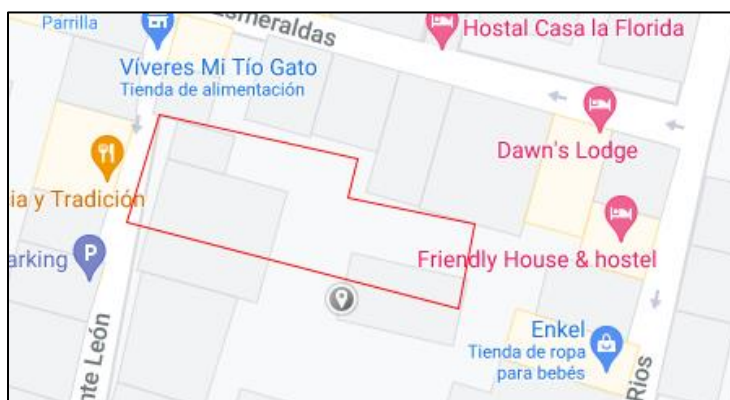 Parrilla
Esmeraldas
Hostal Casa la Florida
Víveres Mi Tío Gato
Tienda de alimentación
Dawn's Lodge
ia y Tradición
arking
P
Friendly House & hostel
Enkel
Tienda de ropa
para bebés
nte León
Rios